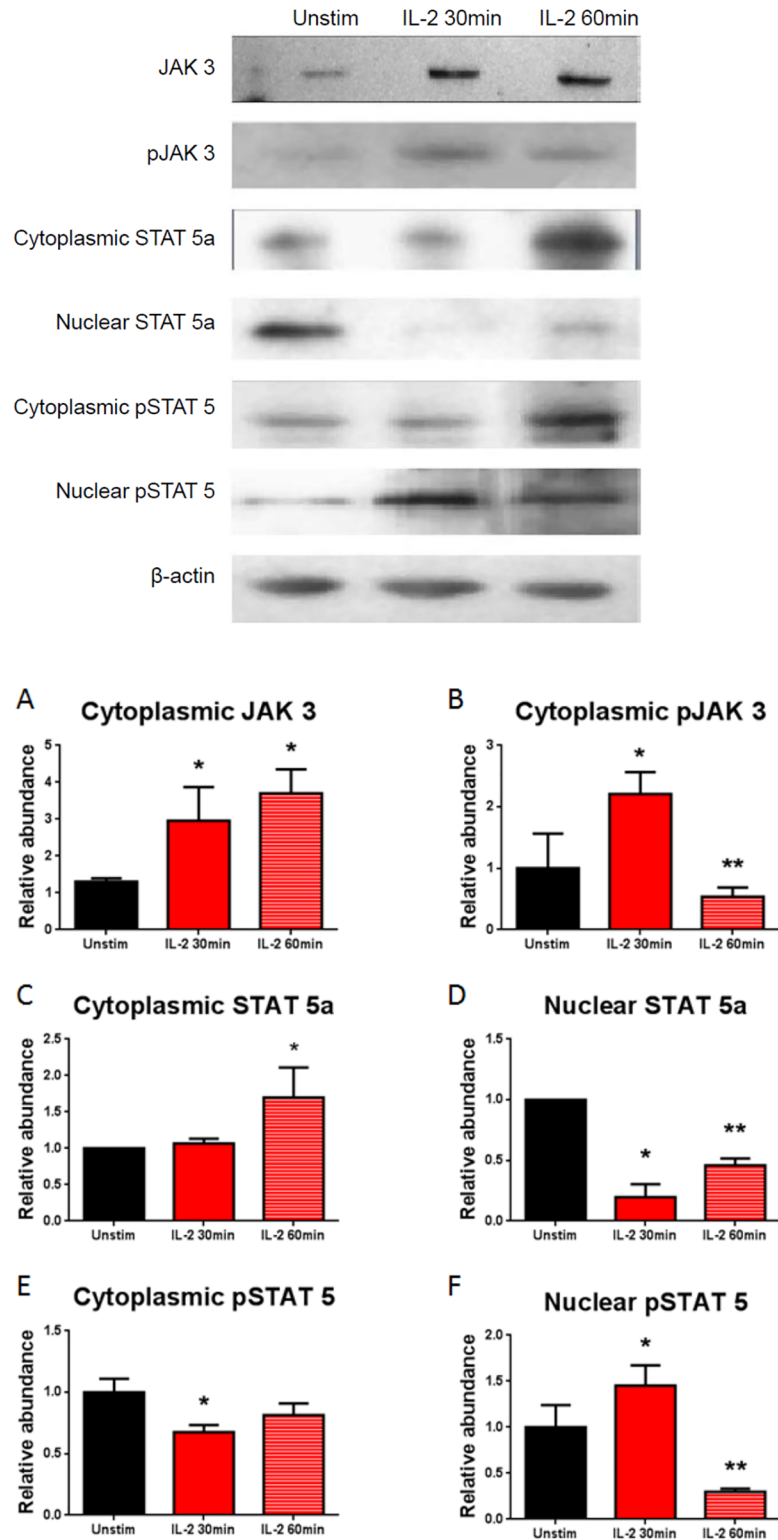 Unstim IL-2 30min IL-2 60min
JAK 3
pJAK 3
Cytoplasmic STAT 5a
Nuclear STAT 5a
Cytoplasmic pSTAT 5
Nuclear pSTAT 5
β-actin
A
Cytoplasmic JAK 3
Relative abundance
5
4
3
2
1
0
* *
Unstim IL-2 30min IL-2 60min
B
Cytoplasmic pJAK 3
Relative abundance
3
2
1
0
* **
Unstim IL-2 30min IL-2 60min
C
Cytoplasmic STAT 5a
Relative abundance
2.5
2.0
1.5
1.0
0.5
0.0
*
Unstim IL-2 30min IL-2 60min
D
Nuclear STAT 5a
Relative abundance
1.5
1.0
0.5
0.0
* **
Unstim IL-2 30min IL-2 60min
E
Cytoplasmic pSTAT 5
Relative abundance
1.5
1.0
0.5
0.0
*
Unstim IL-2 30min IL-2 60min
F
Nuclear pSTAT 5
Relative abundance
2.0
1.5
1.0
0.5
0.0
* **
Unstim IL-2 30min IL-2 60min